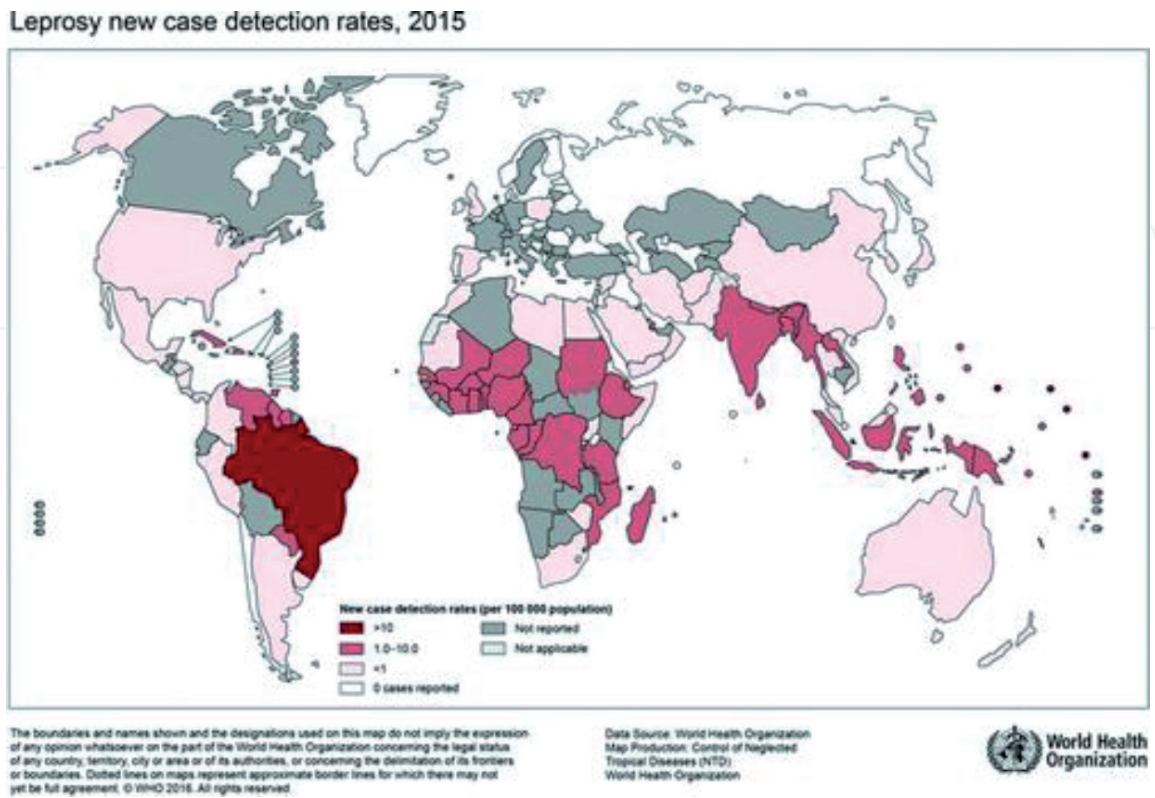 Leprosy new case detection rates, 2015
New case detection rates (per 100 000 population)
>10
1.0–10.0
<1
0 cases reported
Not reported
Not applicable
The boundaries and names shown and the designations used on this map do not imply the expression
of any opinion whatsoever on the part of the World Health Organization concerning the legal status
of any country, territory, city or area or of its authorities, or concerning the delimitation of its frontiers
or boundaries. Dotted lines on maps represent approximate border lines for which there may not
yet be full agreement. © WHO 2016. All rights reserved
Data Source: World Health Organization
Map Production: Control of Neglected
Tropical Diseases (NTD)
World Health Organization
World Health
Organization